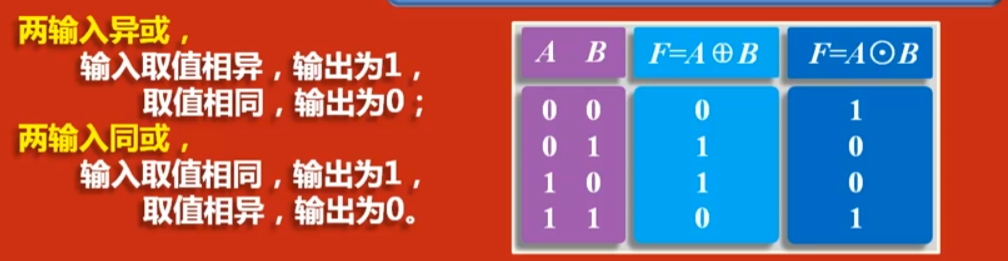 两输入异或，
输入取值相异，输出为1，
取值相同，输出为0；
两输入同或，
输入取值相同，输出为1，
取值相异，输出为0。
A B F=A⊕B F=A⊙B
0 0 0 1
0 1 1 0
1 0 1 0
1 1 0 1